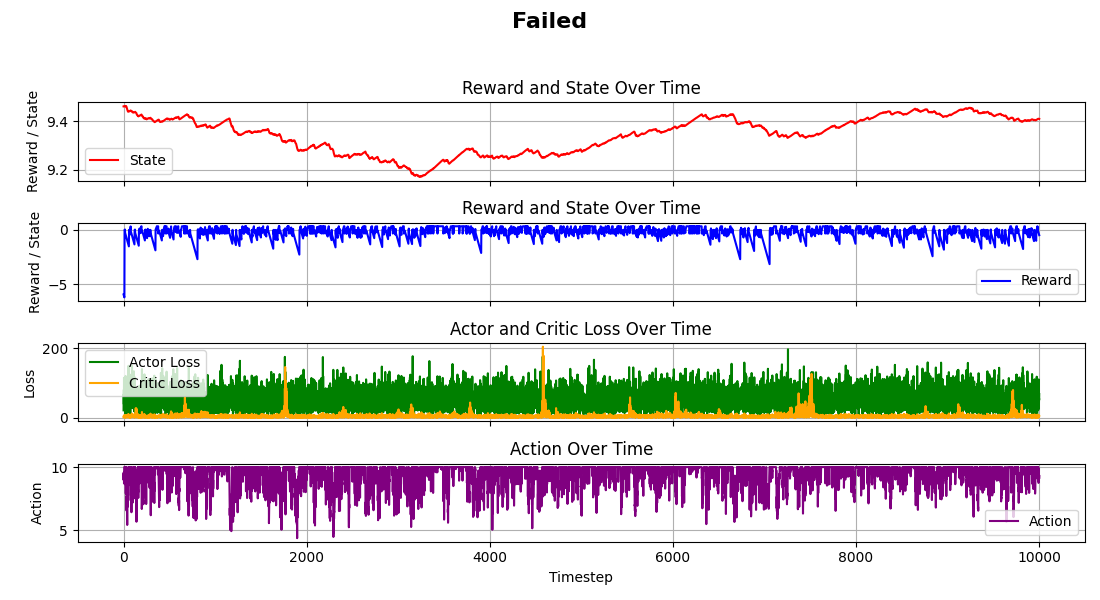 Failed
Reward and State Over Time
Reward / State
9.4
9.2
State
Reward and State Over Time
Reward / State
0
−5
Reward
Actor and Critic Loss Over Time
Loss
200
0
Actor Loss
Critic Loss
Action Over Time
Action
10
5
Action
0 2000 4000 6000 8000 10000
Timestep